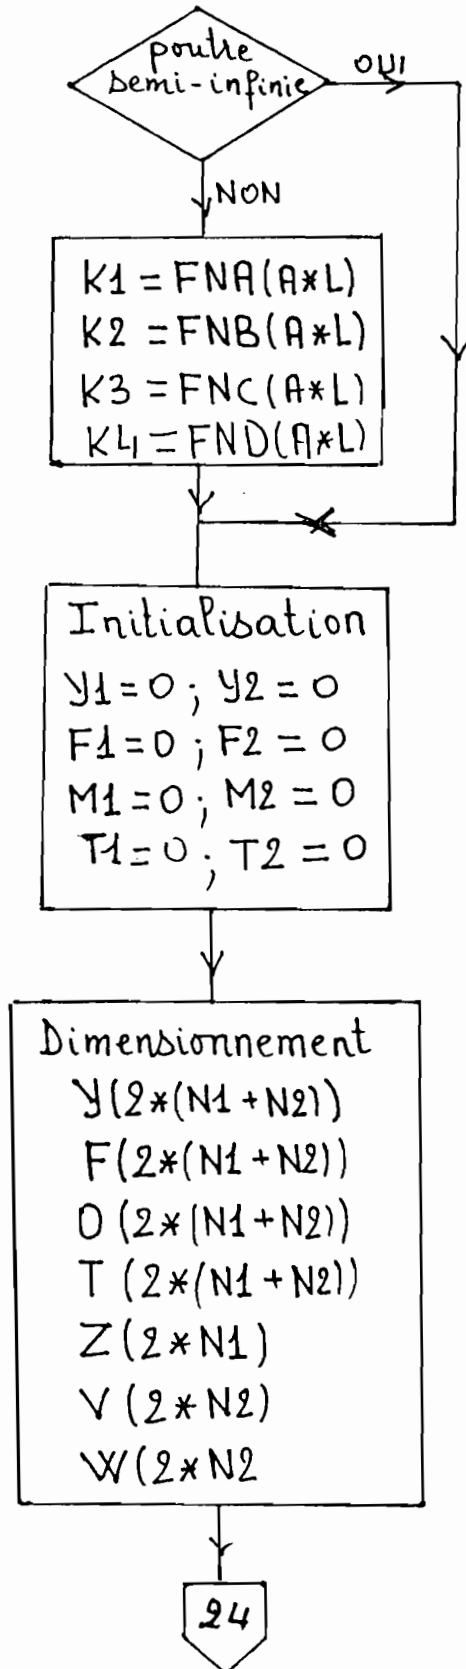 poutre
semi-infinie
OUI
NON
K1 = FNA(A*L)
K2 = FNB(A*L)
K3 = FNC(A*L)
K4 = FND(A*L)
Initialisation
Y1=0 ; Y2 = 0
F1=0 ; F2 = 0
M1=0 ; M2 = 0
T1=0 ; T2 = 0
Dimensionnement
Y(2*(N1+N2))
F(2*(N1+N2))
O(2*(N1+N2))
T(2*(N1+N2))
Z(2*N1)
V(2*N2)
W(2*N2
24